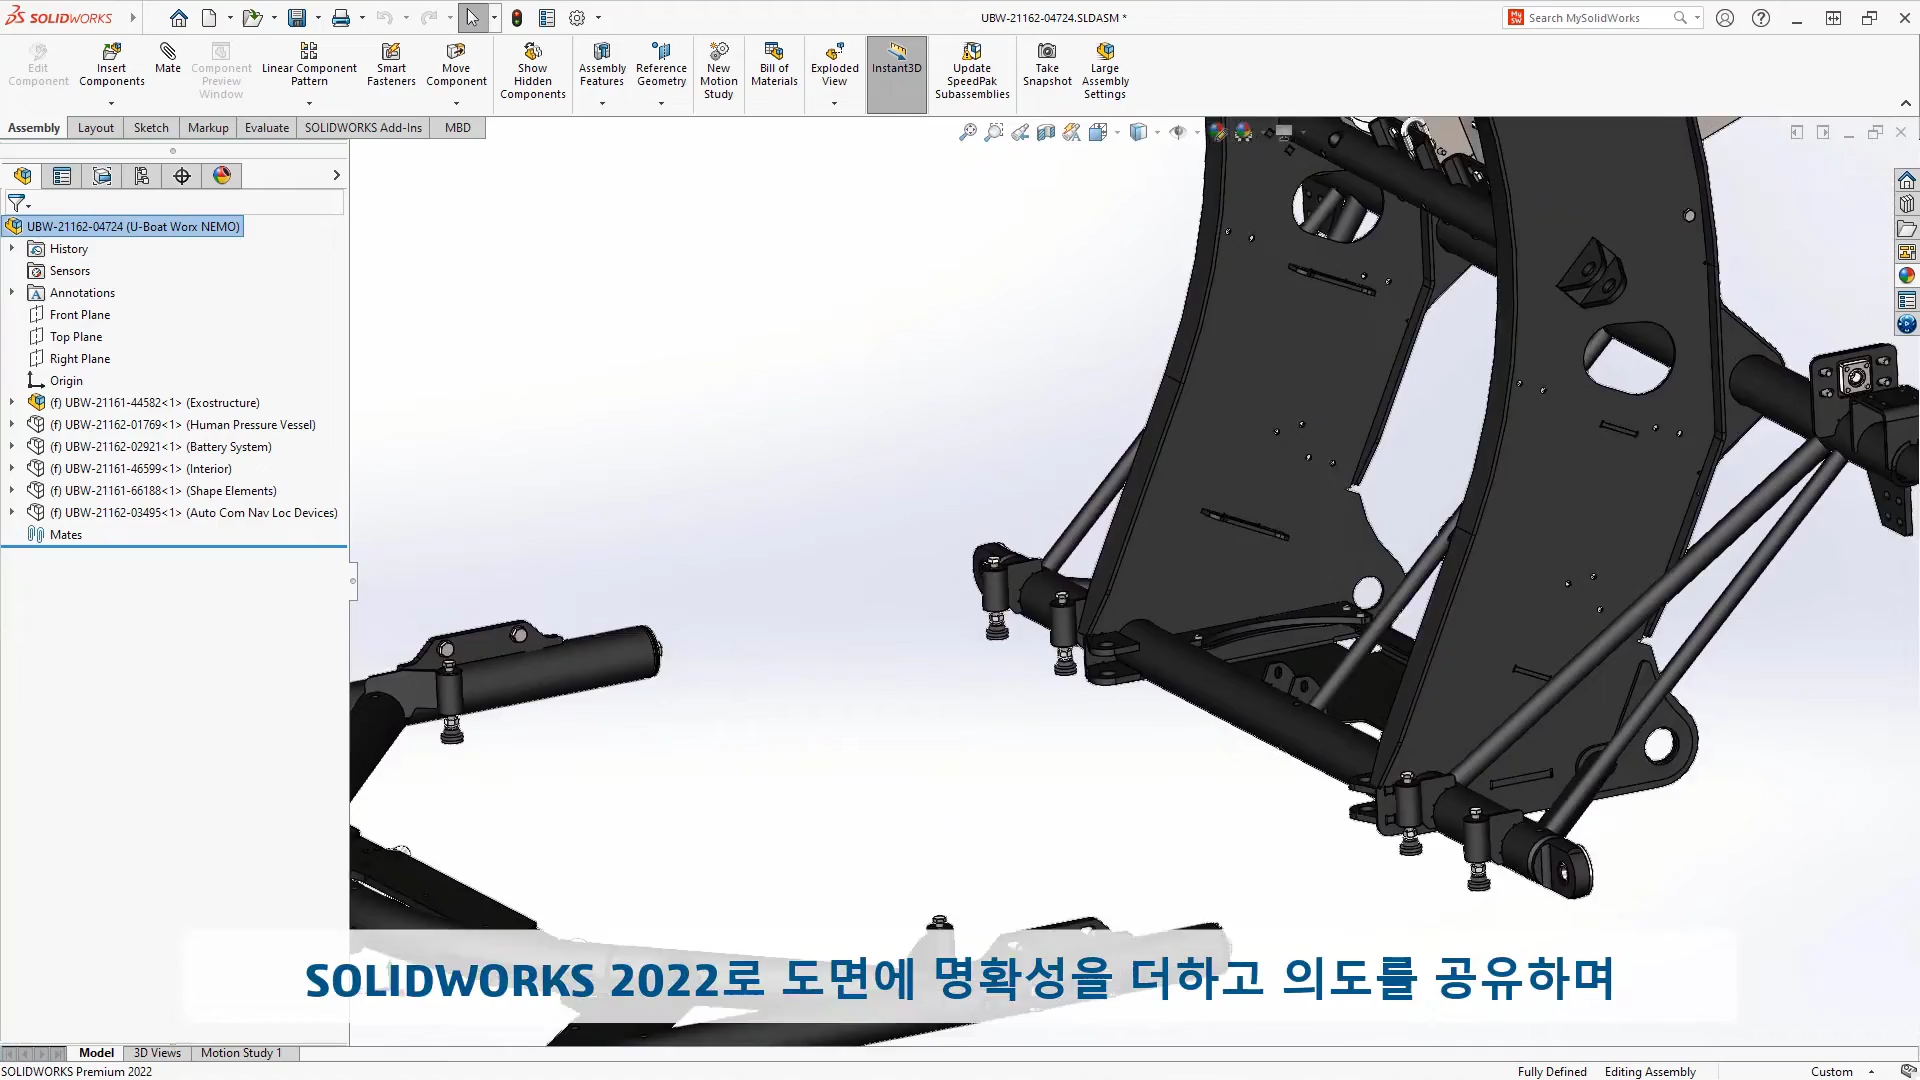 SOLIDWORKS
UBW-21162-04724.SLDASM *
Search MySolidWorks
Edit Component
Insert Components
Mate
Component Preview Window
Linear Component Pattern
Smart Fasteners
Move Component
Show Hidden Components
Assembly Features
Reference Geometry
New Motion Study
Bill of Materials
Exploded View
Instant3D
Update SpeedPak Subassemblies
Take Snapshot
Large Assembly Settings
Assembly
Layout
Sketch
Markup
Evaluate
SOLIDWORKS Add-Ins
MBD
UBW-21162-04724 (U-Boat Worx NEMO)
History
Sensors
Annotations
Front Plane
Top Plane
Right Plane
Origin
(f) UBW-21161-44582<1> (Exostructure)
(f) UBW-21162-01769<1> (Human Pressure Vessel)
(f) UBW-21162-02921<1> (Battery System)
(f) UBW-21161-46599<1> (Interior)
(f) UBW-21161-66188<1> (Shape Elements)
(f) UBW-21162-03495<1> (Auto Com Nav Loc Devices)
Mates
SOLIDWORKS 2022로 도면에 명확성을 더하고 의도를 공유하며
Model
3D Views
Motion Study 1
SOLIDWORKS Premium 2022
Fully Defined
Editing Assembly
Custom